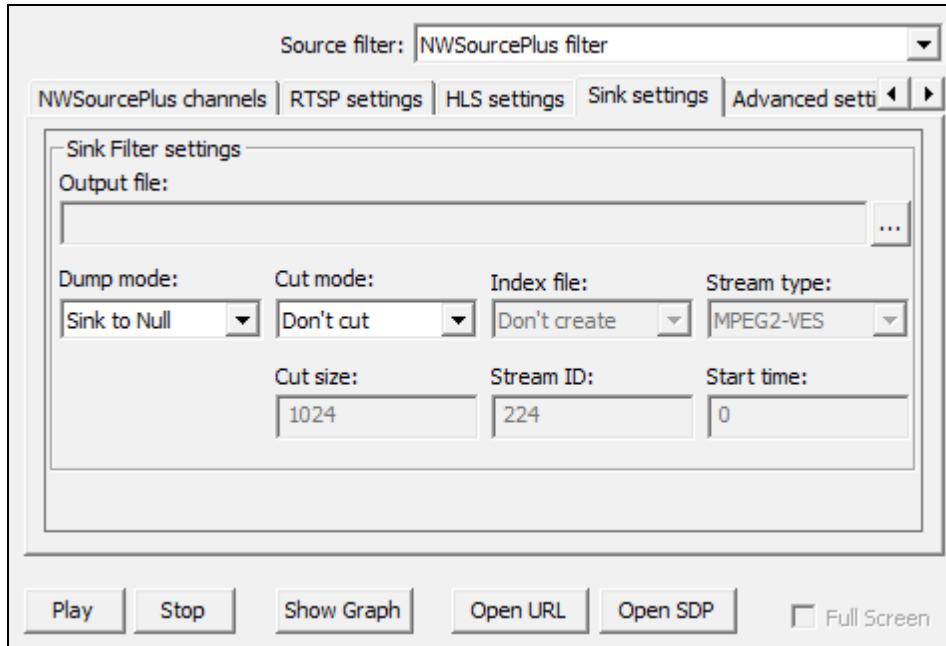 Source filter: NWSourcePlus filter
NWSourcePlus channels RTSP settings HLS settings Sink settings Advanced setti
Sink Filter settings
Output file:
...
Dump mode: Cut mode: Index file: Stream type:
Sink to Null Don't cut Don't create MPEG2-VES
Cut size: Stream ID: Start time:
1024 224 0
Play Stop Show Graph Open URL Open SDP Full Screen